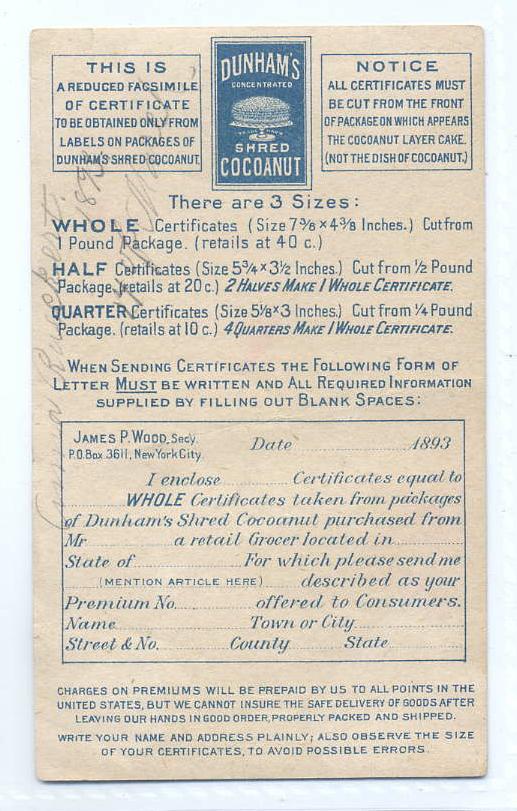 THIS IS
A REDUCED FACSIMILE
OF CERTIFICATE
TO BE OBTAINED ONLY FROM
LABELS ON PACKAGES OF
DUNHAM'S SHRED COCOANUT
DUNHAM'S
CONCENTRATED
TRADE MARK
SHRED
COCOANUT
NOTICE
ALL CERTIFICATES MUST
BE CUT FROM THE FRONT
OF PACKAGE ON WHICH APPEARS
THE COCOANUT LAYER CAKE.
(NOT THE DISH OF COCOANUT.)
There are 3 Sizes:
WHOLE Certificates (Size 7 3/8 × 4 3/8 Inches.) Cut from
1 Pound Package. (retails at 40 c.)
HALF Certificates (Size 5 3/4 × 3 1/2 Inches.) Cut from 1/2 Pound
Package. (retails at 20 c.) 2 HALVES MAKE 1 WHOLE CERTIFICATE.
QUARTER Certificates (Size 5 1/8 × 3 Inches.) Cut from 1/4 Pound
Package. (retails at 10 c.) 4 QUARTERS MAKE 1 WHOLE CERTIFICATE.
WHEN SENDING CERTIFICATES THE FOLLOWING FORM OF
LETTER MUST BE WRITTEN AND ALL REQUIRED INFORMATION
SUPPLIED BY FILLING OUT BLANK SPACES:
JAMES P. WOOD, Secy.
P.O. Box 3611, New York City.
Date 1893
I enclose Certificates equal to
WHOLE Certificates taken from packages
of Dunham's Shred Cocoanut purchased from
Mr a retail Grocer located in
State of For which please send me
(MENTION ARTICLE HERE) described as your
Premium No. offered to Consumers.
Name Town or City
Street & No. County State
CHARGES ON PREMIUMS WILL BE PREPAID BY US TO ALL POINTS IN THE
UNITED STATES, BUT WE CANNOT INSURE THE SAFE DELIVERY OF GOODS AFTER
LEAVING OUR HANDS IN GOOD ORDER, PROPERLY PACKED AND SHIPPED.
WRITE YOUR NAME AND ADDRESS PLAINLY; ALSO OBSERVE THE SIZE
OF YOUR CERTIFICATES, TO AVOID POSSIBLE ERRORS.